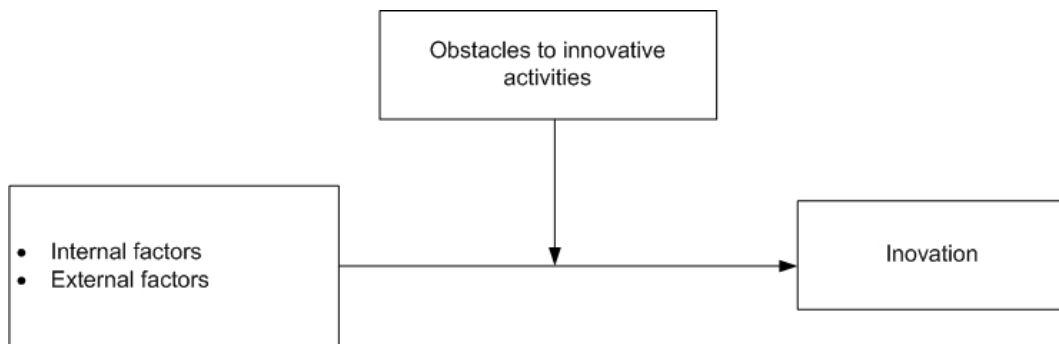 Obstacles to innovative
activities
• Internal factors
• External factors
Inovation